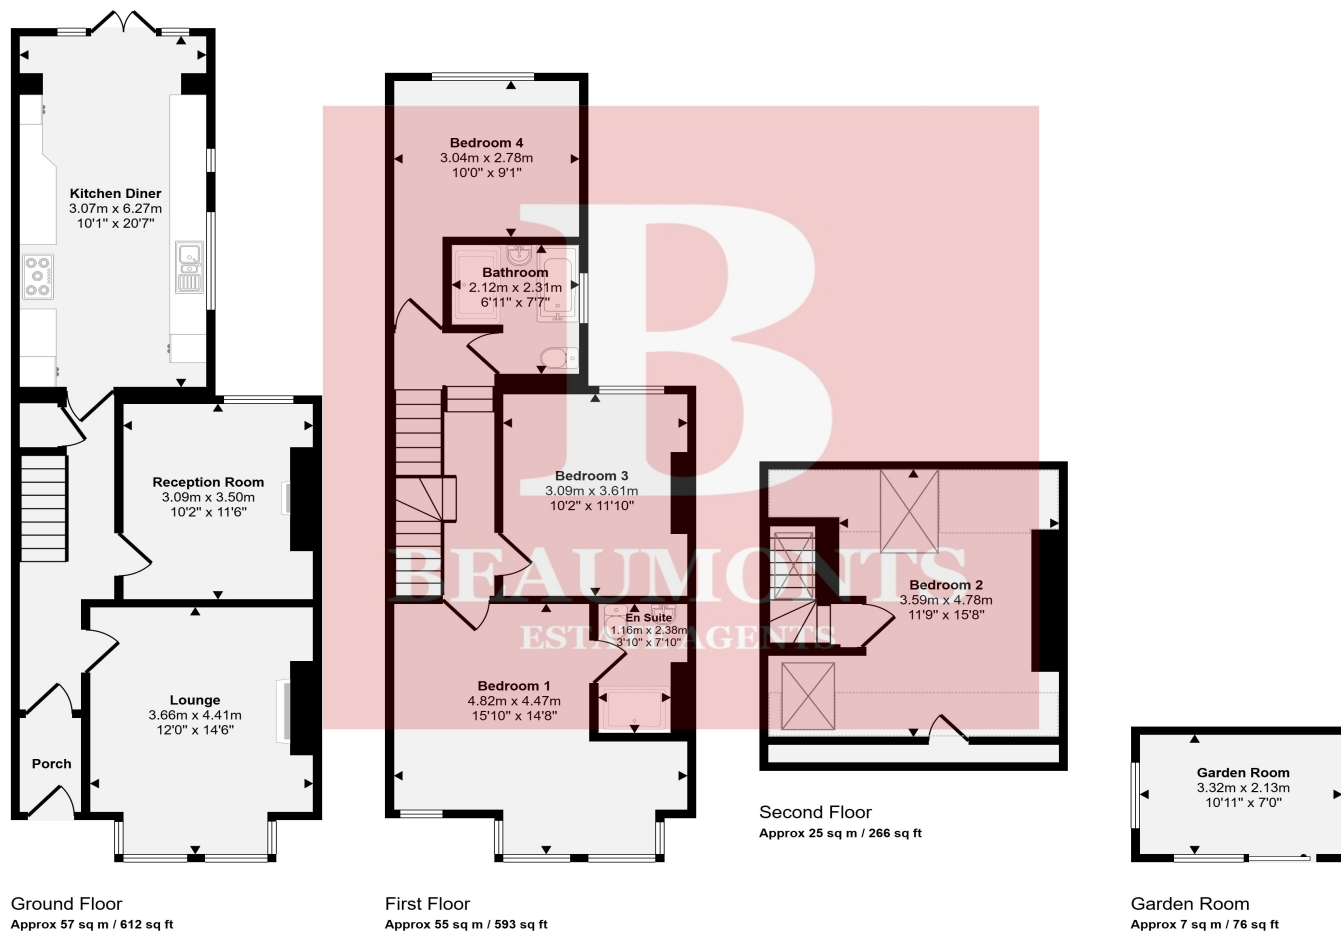 Kitchen Diner
3.07m x 6.27m
10'1" x 20'7"
Reception Room
3.09m x 3.50m
10'2" x 11'6"
Lounge
3.66m x 4.41m
12'0" x 14'6"
Porch
Ground Floor
Approx 57 sq m / 612 sq ft
Bedroom 4
3.04m x 2.78m
10'0" x 9'1"
Bathroom
2.12m x 2.31m
6'11" x 7'7"
Bedroom 3
3.09m x 3.61m
10'2" x 11'10"
En Suite
1.16m x 2.38m
3'10" x 7'10"
Bedroom 1
4.82m x 4.47m
15'10" x 14'8"
First Floor
Approx 55 sq m / 593 sq ft
B
BEAUMONTS
ESTATE AGENTS
Bedroom 2
3.59m x 4.78m
11'9" x 15'8"
Second Floor
Approx 25 sq m / 266 sq ft
Garden Room
3.32m x 2.13m
10'11" x 7'0"
Garden Room
Approx 7 sq m / 76 sq ft